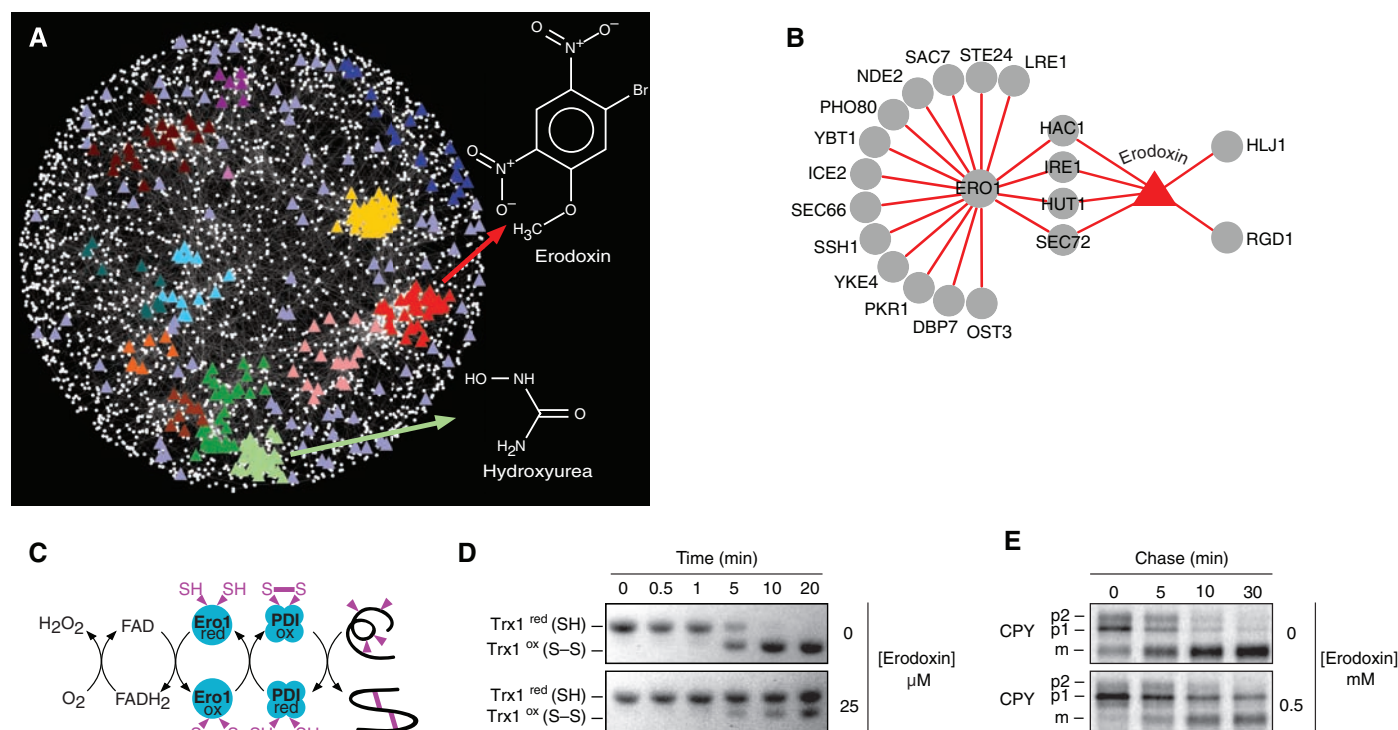 A
O
O−
N+
Br
O
N+
O−
O
H3C
Erodoxin
HO
NH
O
H2N
Hydroxyurea
B
SAC7
STE24
LRE1
NDE2
PHO80
YBT1
ICE2
SEC66
SSH1
YKE4
PKR1
DBP7
OST3
ERO1
HAC1
IRE1
HUT1
SEC72
Erodoxin
HLJ1
RGD1
C
SH SH
S S
H2O2
FAD
Ero1 red
PDI ox
O2
FADH2
Ero1 ox
PDI red
D
Time (min)
0 0.5 1 5 10 20
Trx1 red (SH)
Trx1 ox (S–S)
0
Trx1 red (SH)
Trx1 ox (S–S)
25
[Erodoxin]
µM
E
Chase (min)
0 5 10 30
CPY
p2
p1
m
0
CPY
p2
p1
m
0.5
[Erodoxin]
mM